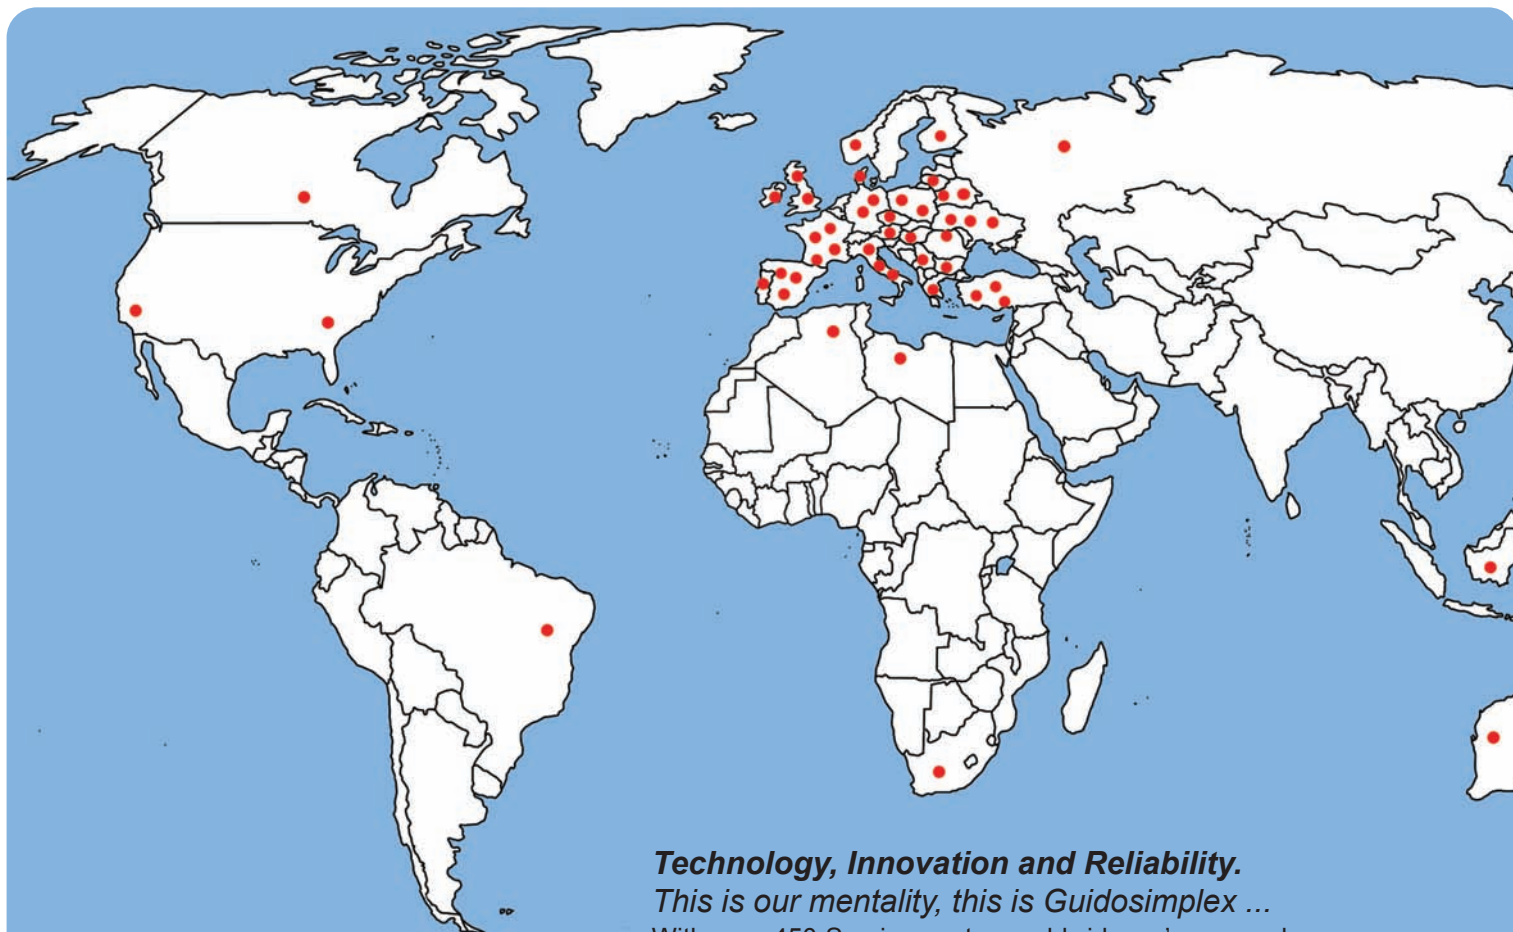 Technology, Innovation and Reliability.
This is our mentality, this is Guidosimplex ...